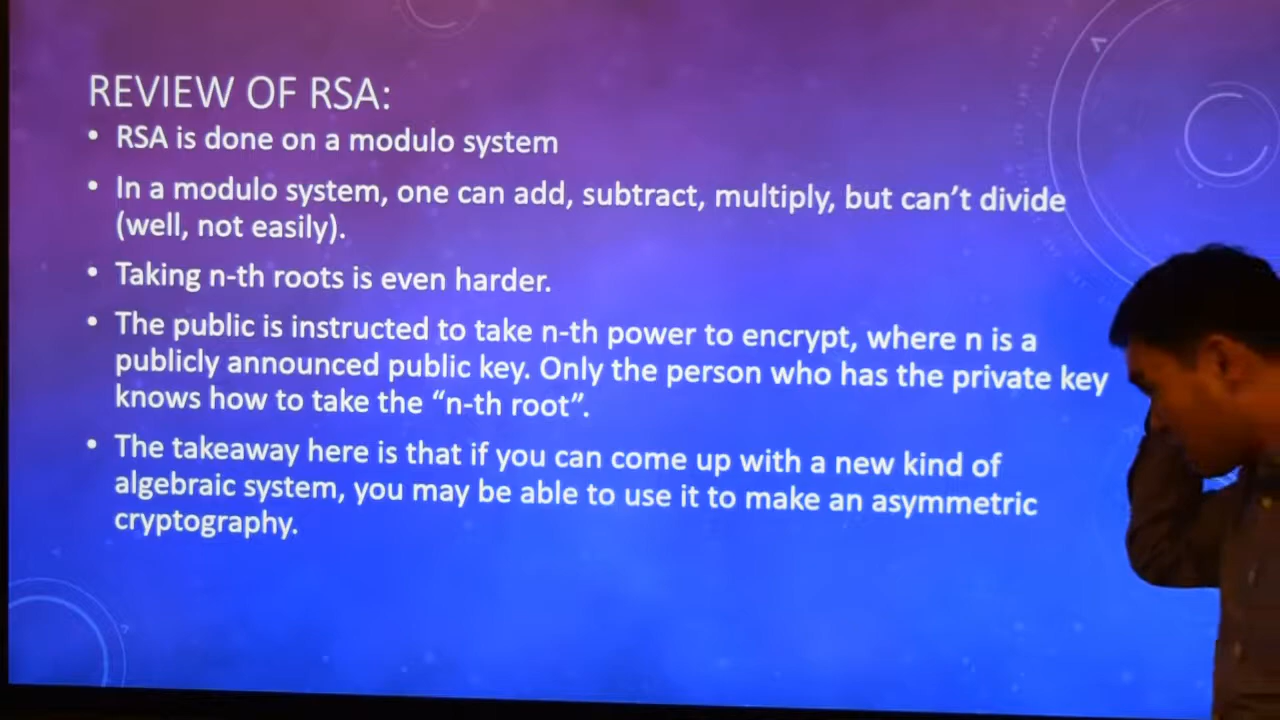 REVIEW OF RSA:
• RSA is done on a modulo system
• In a modulo system, one can add, subtract, multiply, but can't divide
(well, not easily).
• Taking n-th roots is even harder.
• The public is instructed to take n-th power to encrypt, where n is a
publicly announced public key. Only the person who has the private key
knows how to take the “n-th root”.
• The takeaway here is that if you can come up with a new kind of
algebraic system, you may be able to use it to make an asymmetric
cryptography.